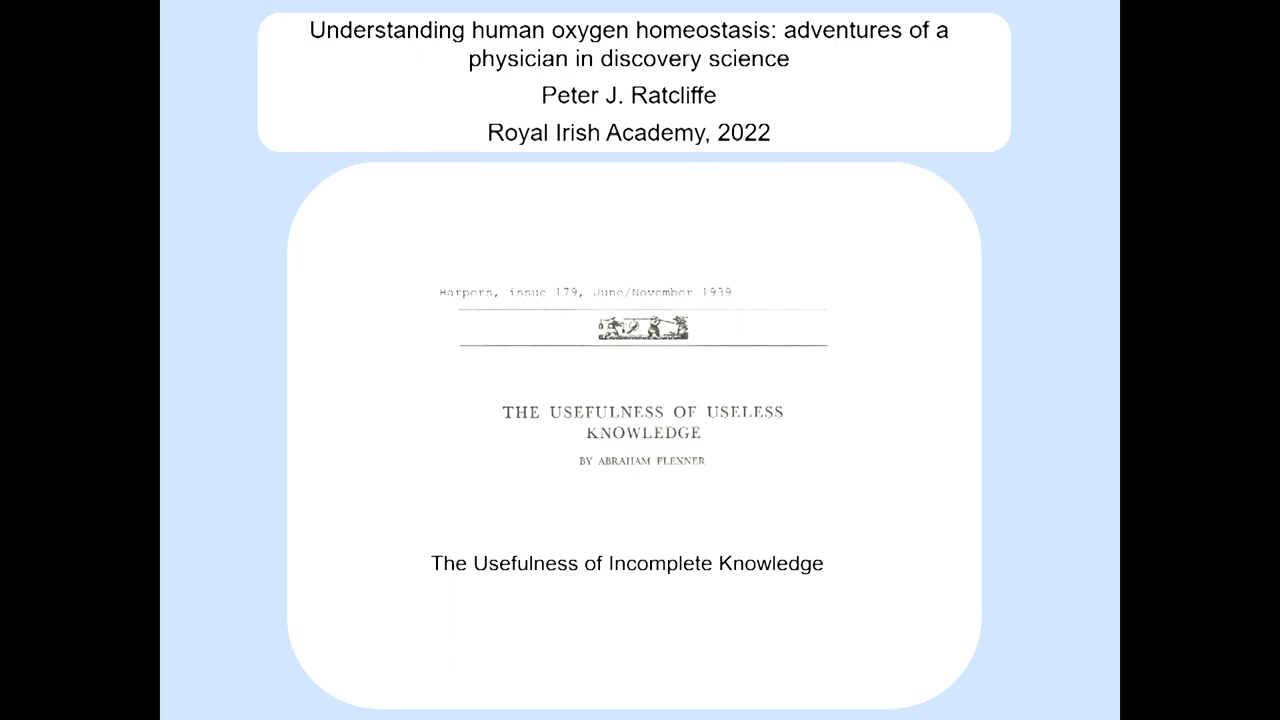 Understanding human oxygen homeostasis: adventures of a
physician in discovery science
Peter J. Ratcliffe
Royal Irish Academy, 2022
Harpers, issue 179, June/November 1939
THE USEFULNESS OF USELESS
KNOWLEDGE
BY ABRAHAM FLEXNER
The Usefulness of Incomplete Knowledge